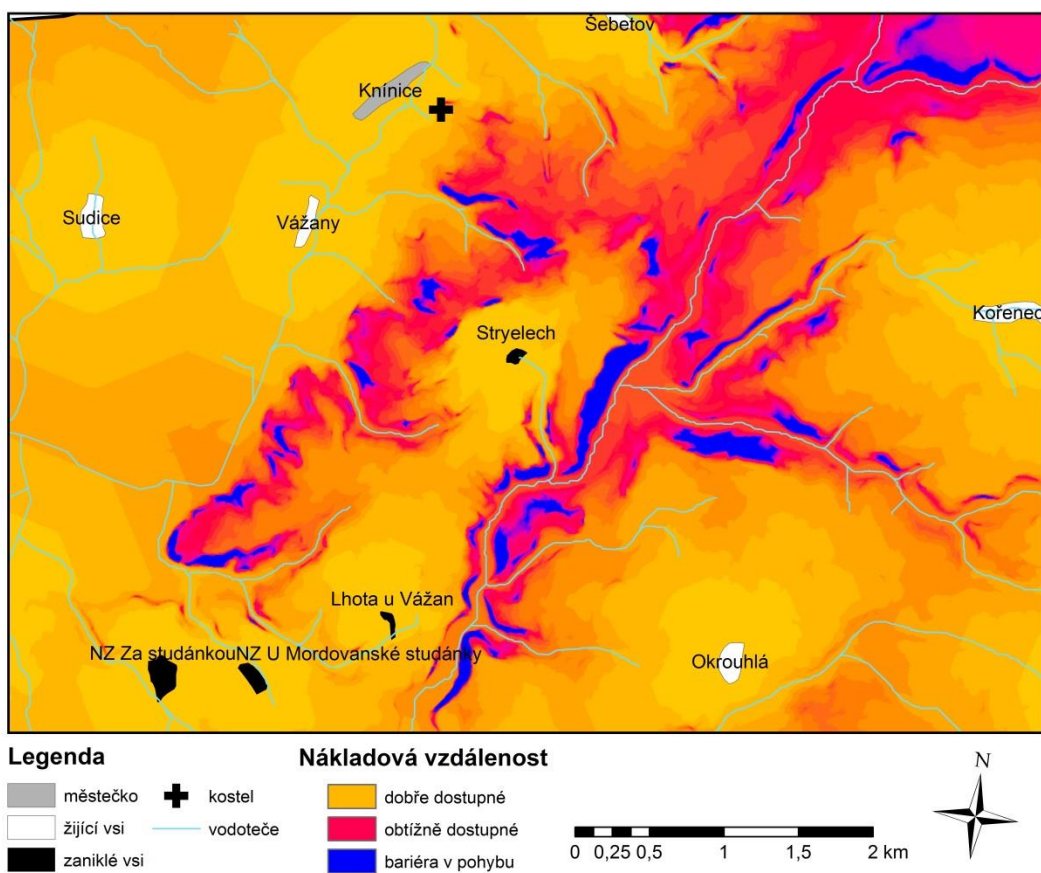 Šebetov
Knínice
Sudice
Vážany
Kořenec
Stryelech
Lhota u Vážan
NZ Za studánkou
NZ U Mordovanské studánky
Okrouhlá
Legenda
městečko
kostel
žijící vsi
vodoteče
zaniklé vsi
Nákladová vzdálenost
dobře dostupné
obtížně dostupné
bariéra v pohybu
N
0 0,25 0,5 1 1,5 2 km